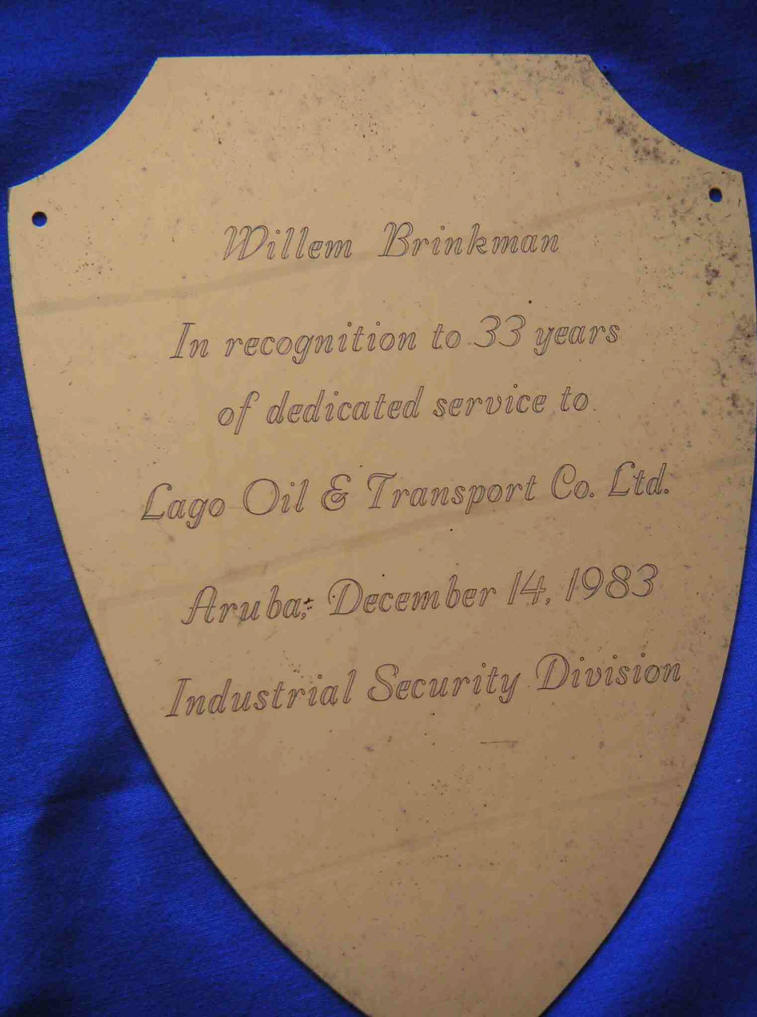 Willem Brinkman
In recognition to 33 years
of dedicated service to
Lago Oil & Transport Co. Ltd.
Aruba; December 14, 1983
Industrial Security Division